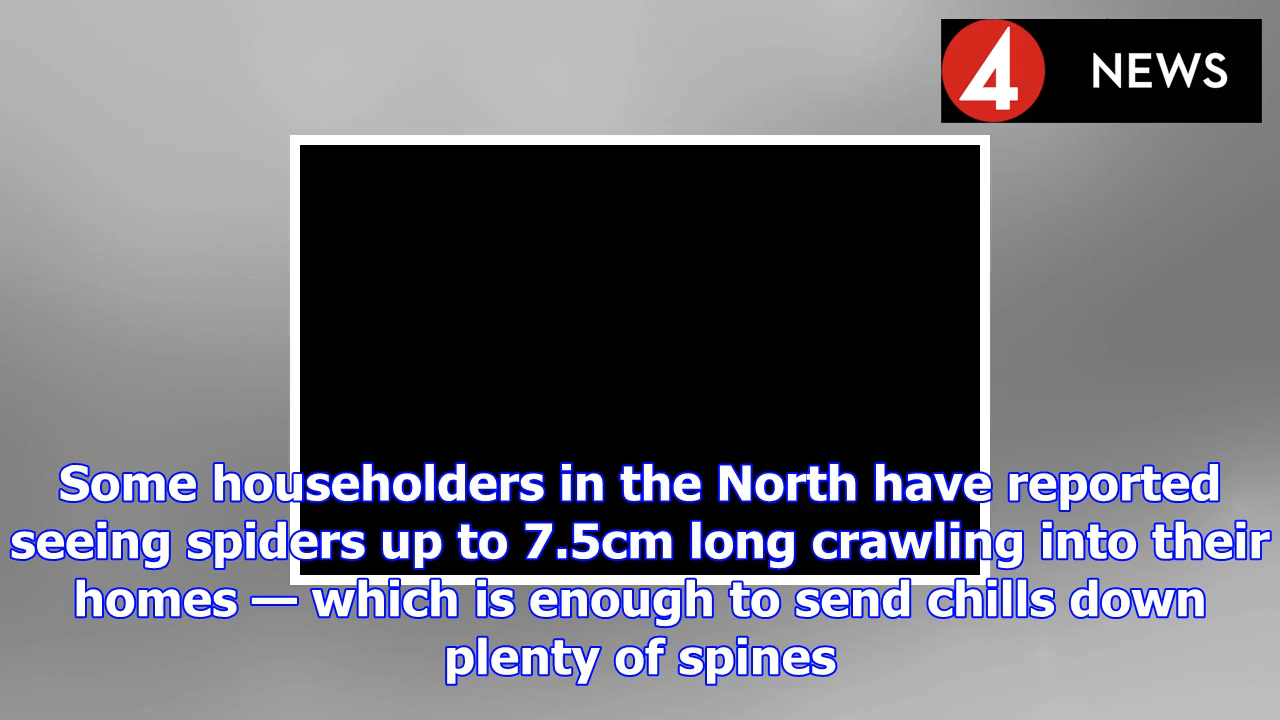 4 NEWS
Some householders in the North have reported
seeing spiders up to 7.5cm long crawling into their
homes — which is enough to send chills down
plenty of spines